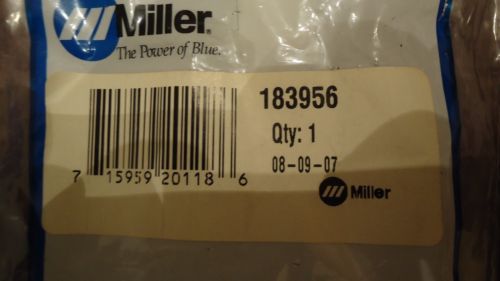 Miller®
The Power of Blue.
183956
Qty: 1
08-09-07
7 15959 20118 6
Miller